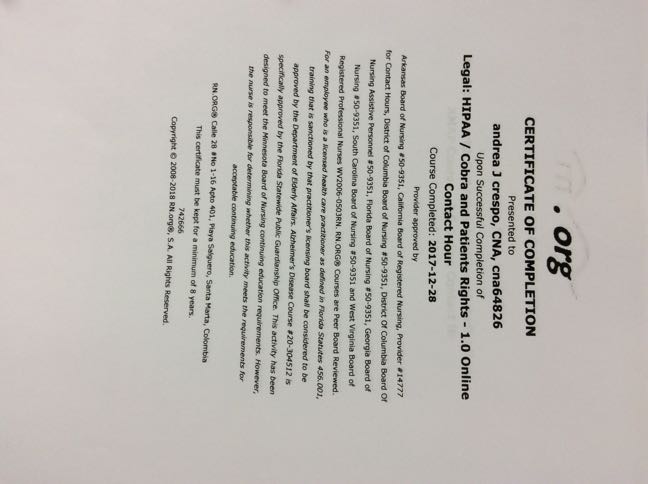 .org
CERTIFICATE OF COMPLETION
Presented to
andrea J crespo, CNA, cna64826
Upon Successful Completion of
Legal: HIPAA / Cobra and Patients Rights - 1.0 Online
Contact Hour
Course Completed: 2017-12-28
Provider approved by
Arkansas Board of Nursing #50-9351, California Board of Registered Nursing, Provider #14777
for Contact Hours, District of Columbia Board of Nursing #50-9351, District Of Columbia Board Of
Nursing Assistive Personnel #50-9351, Florida Board of Nursing #50-9351, Georgia Board of
Nursing #50-9351, South Carolina Board of Nursing #50-9351 and West Virginia Board of
Registered Professional Nurses WV2006-0503RN. RN.ORG® Courses are Peer Board Reviewed.
For an employee who is a licensed health care practitioner as defined in Florida Statutes 456.001,
training that is sanctioned by that practitioner's licensing board shall be considered to be
approved by the Department of Elderly Affairs. Alzheimer's Disease Course #20-304512 is
specifically approved by the Florida Statewide Public Guardianship Office. This activity has been
designed to meet the Minnesota Board of Nursing continuing education requirements. However,
the nurse is responsible for determining whether this activity meets the requirements for
acceptable continuing education.
RN.ORG® Calle 28 #No 1-16 Apto 401, Playa Salguero, Santa Marta, Colombia
This certificate must be kept for a minimum of 8 years.
742666
Copyright © 2008-2018 RN.org®, S.A. All Rights Reserved.